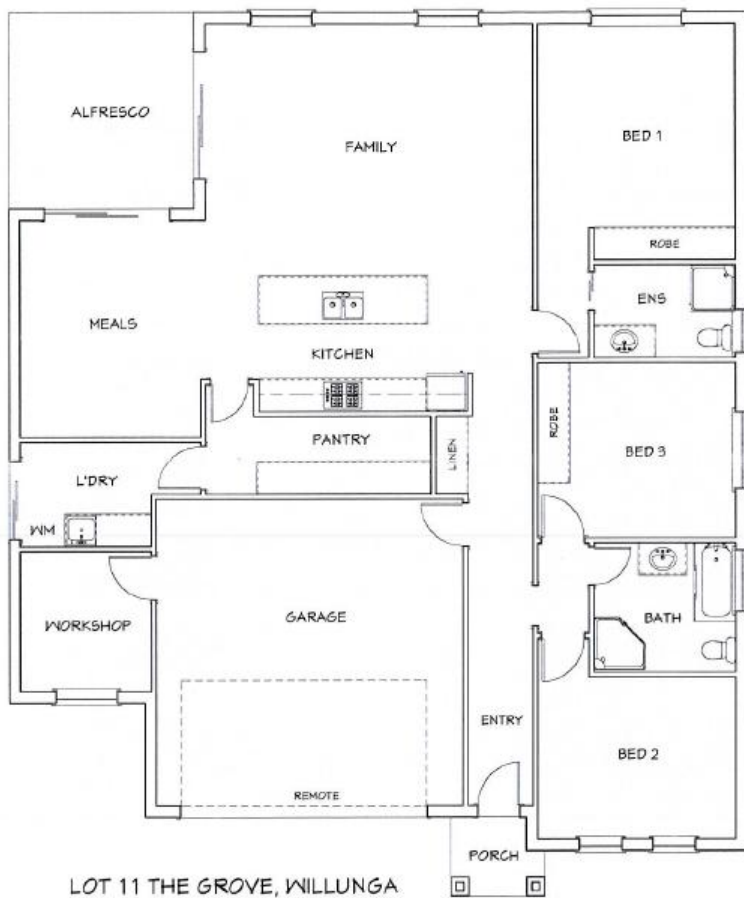 ALFRESCO
FAMILY
BED 1
ROBE
ENS
MEALS
KITCHEN
ROBE
BED 3
PANTRY
LINEN
L'DRY
WM
WORKSHOP
GARAGE
BATH
ENTRY
BED 2
REMOTE
PORCH
LOT 11 THE GROVE, WILLUNGA